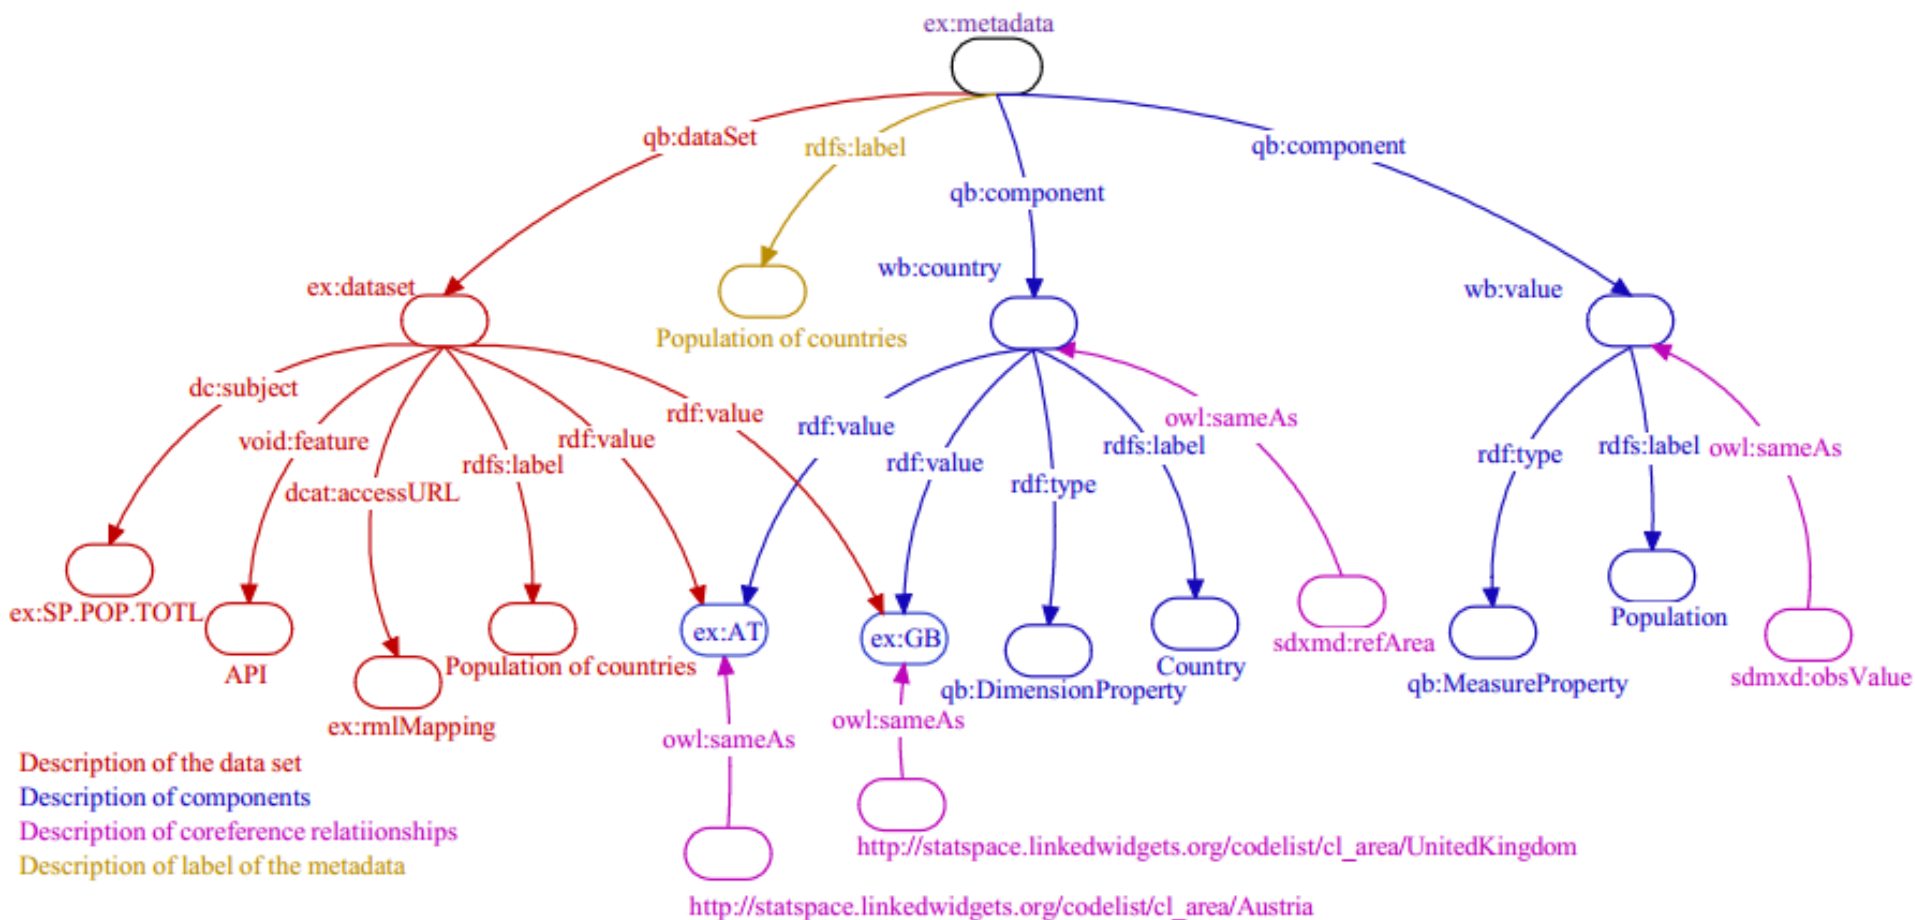 ex:metadata
qb:dataSet
rdfs:label
qb:component
qb:component
wb:country
ex:dataset
wb:value
Population of countries
dc:subject
rdf:value
rdf:value
owl:sameAs
void:feature
rdf:value
rdfs:label
rdfs:label
owl:sameAs
rdfs:label
rdf:value
rdf:type
dcat:accessURL
rdf:type
ex:SP.POP.TOTL
ex:AT
ex:GB
sdxmd:refArea
Population
API
Population of countries
Country
qb:DimensionProperty
qb:MeasureProperty
sdmxd:obsValue
ex:rmlMapping
owl:sameAs
owl:sameAs
Description of the data set
Description of components
Description of coreference relatiionships
Description of label of the metadata
http://statspace.linkedwidgets.org/codelist/cl_area/UnitedKingdom
http://statspace.linkedwidgets.org/codelist/cl_area/Austria